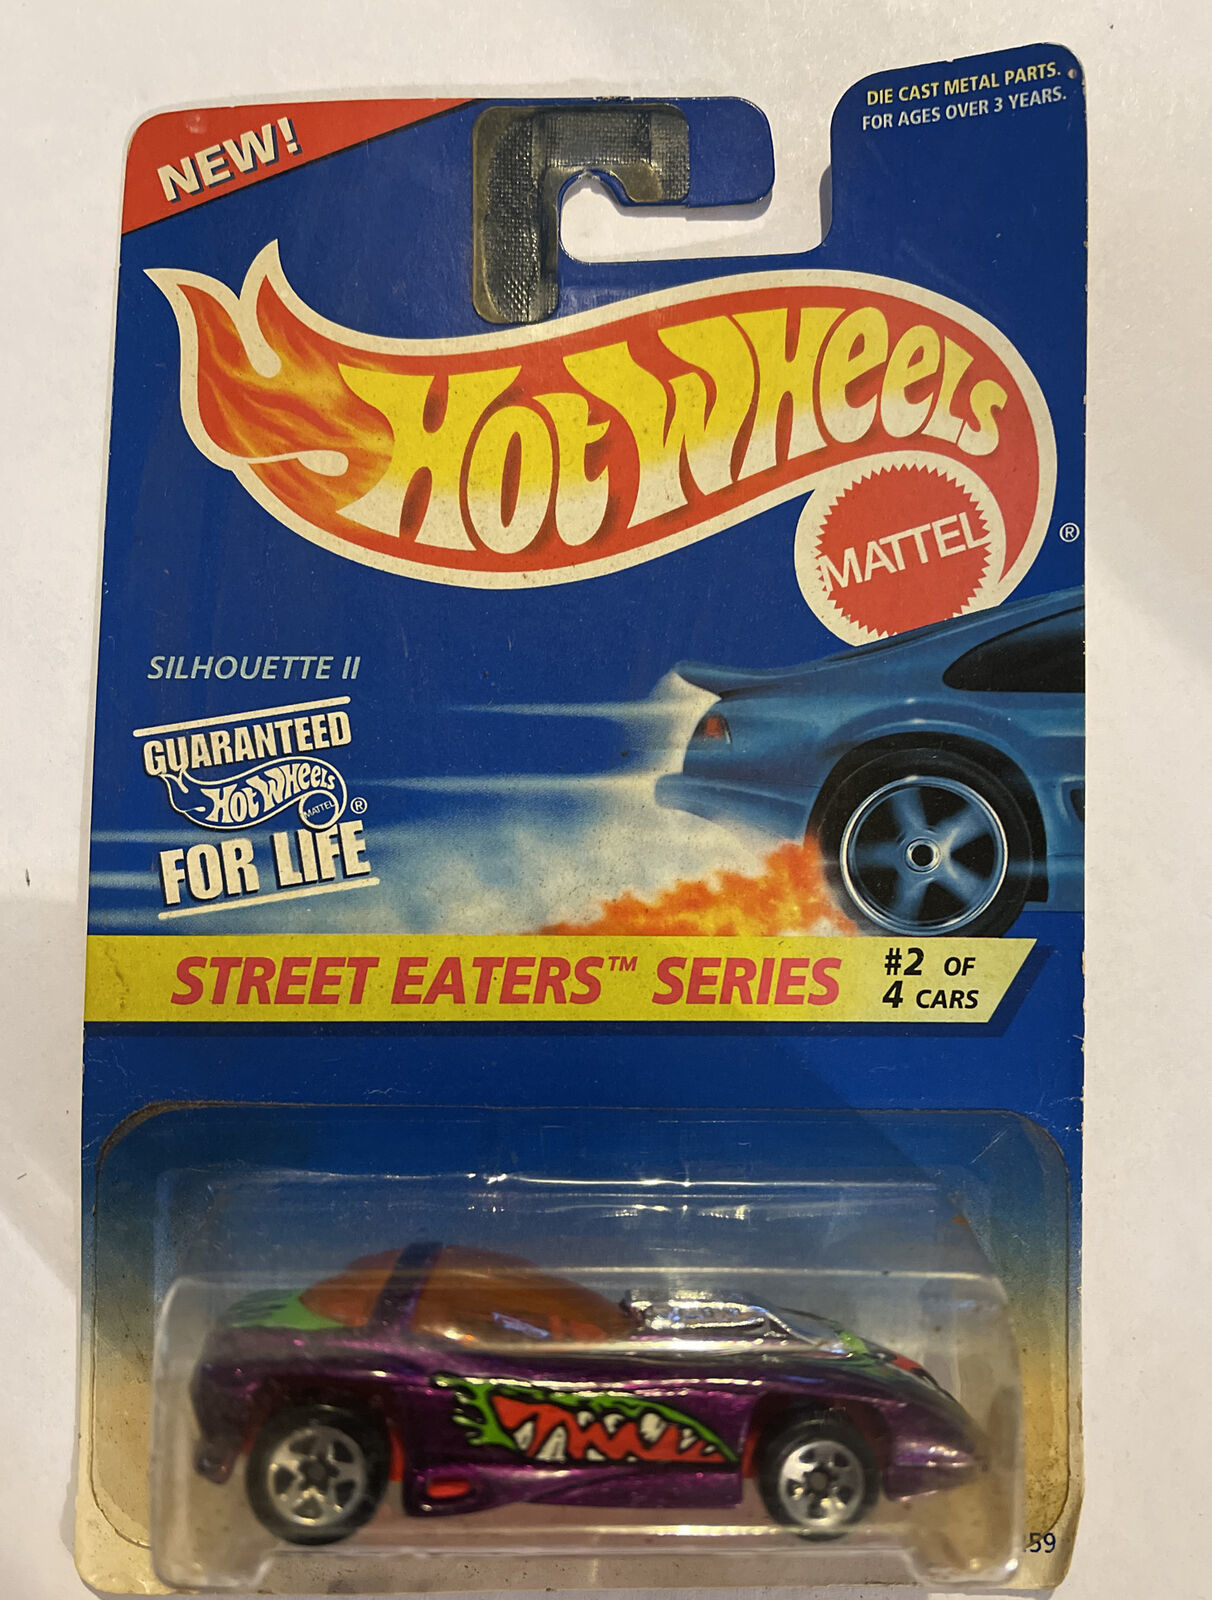 NEW!
DIE CAST METAL PARTS.
FOR AGES OVER 3 YEARS.
HOT WHEELS
MATTEL
®
SILHOUETTE II
GUARANTEED
HOT WHEELS
MATTEL ®
FOR LIFE
STREET EATERS™ SERIES
#2 OF
4 CARS